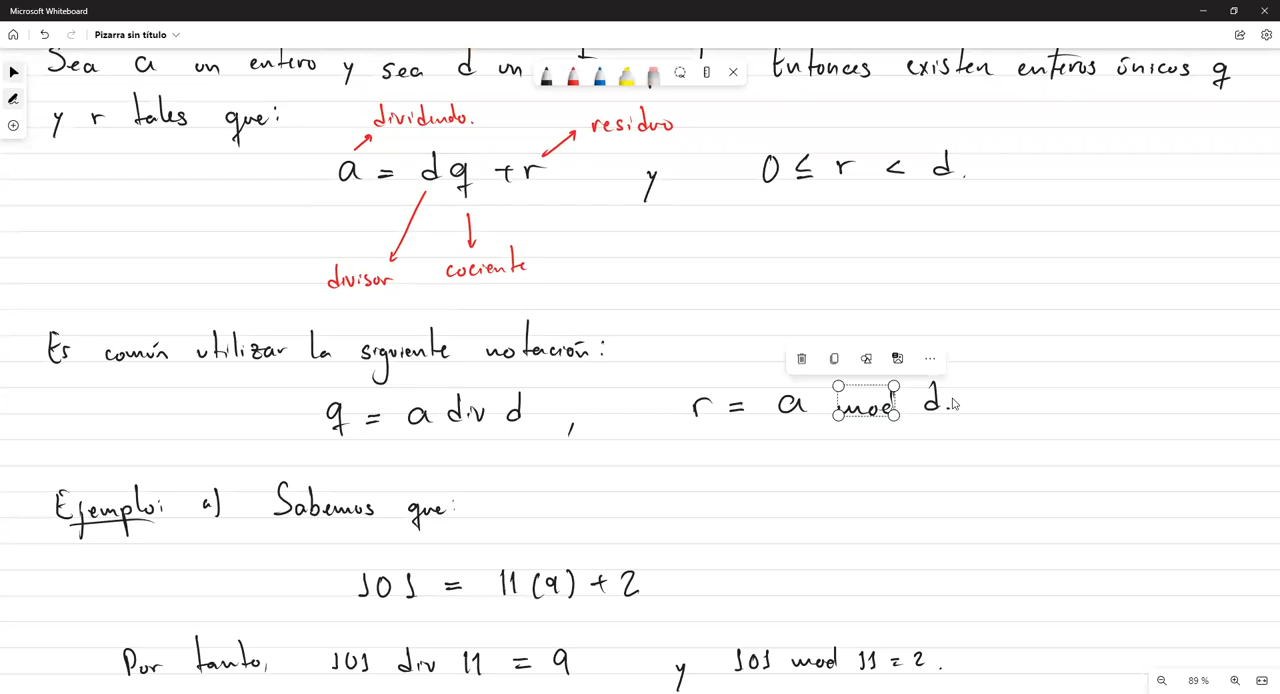 Microsoft Whiteboard
Pizarra sin título
Sea a un entero y sea d un Entonces existen enteros únicos q
y r tales que:
dividendo.
residuo
a = dq + r y 0 ≤ r < d.
divisor
cociente
Es común utilizar la siguiente notación:
q = a div d , r = a mod d.
Ejemplo: a) Sabemos que:
101 = 11(9) + 2
Por tanto, 101 div 11 = 9 y 101 mod 11 = 2.
89 %